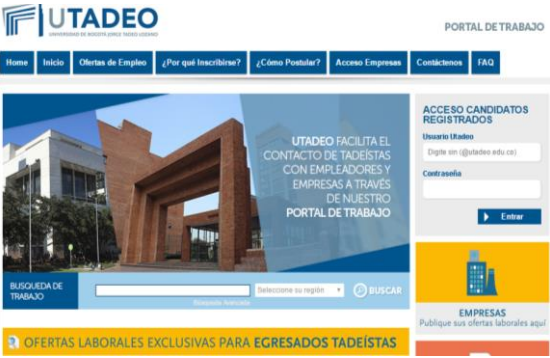 UTADEO
UNIVERSIDAD DE BOGOTÁ JORGE TADEO LOZANO
PORTAL DE TRABAJO
Home
Inicio
Ofertas de Empleo
¿Por qué Inscribirse?
¿Cómo Postular?
Acceso Empresas
Contáctenos
FAQ
UTADEO FACILITA EL
CONTACTO DE TADEÍSTAS
CON EMPLEADORES Y
EMPRESAS A TRAVÉS
DE NUESTRO
PORTAL DE TRABAJO
BUSQUEDA DE
TRABAJO
Seleccione su región
BUSCAR
Búsqueda Avanzada
OFERTAS LABORALES EXCLUSIVAS PARA EGRESADOS TADEÍSTAS
ACCESO CANDIDATOS
REGISTRADOS
Usuario Utadeo
Digite sin (@utadeo.edu.co)
Contraseña
Entrar
EMPRESAS
Publique sus ofertas laborales aquí